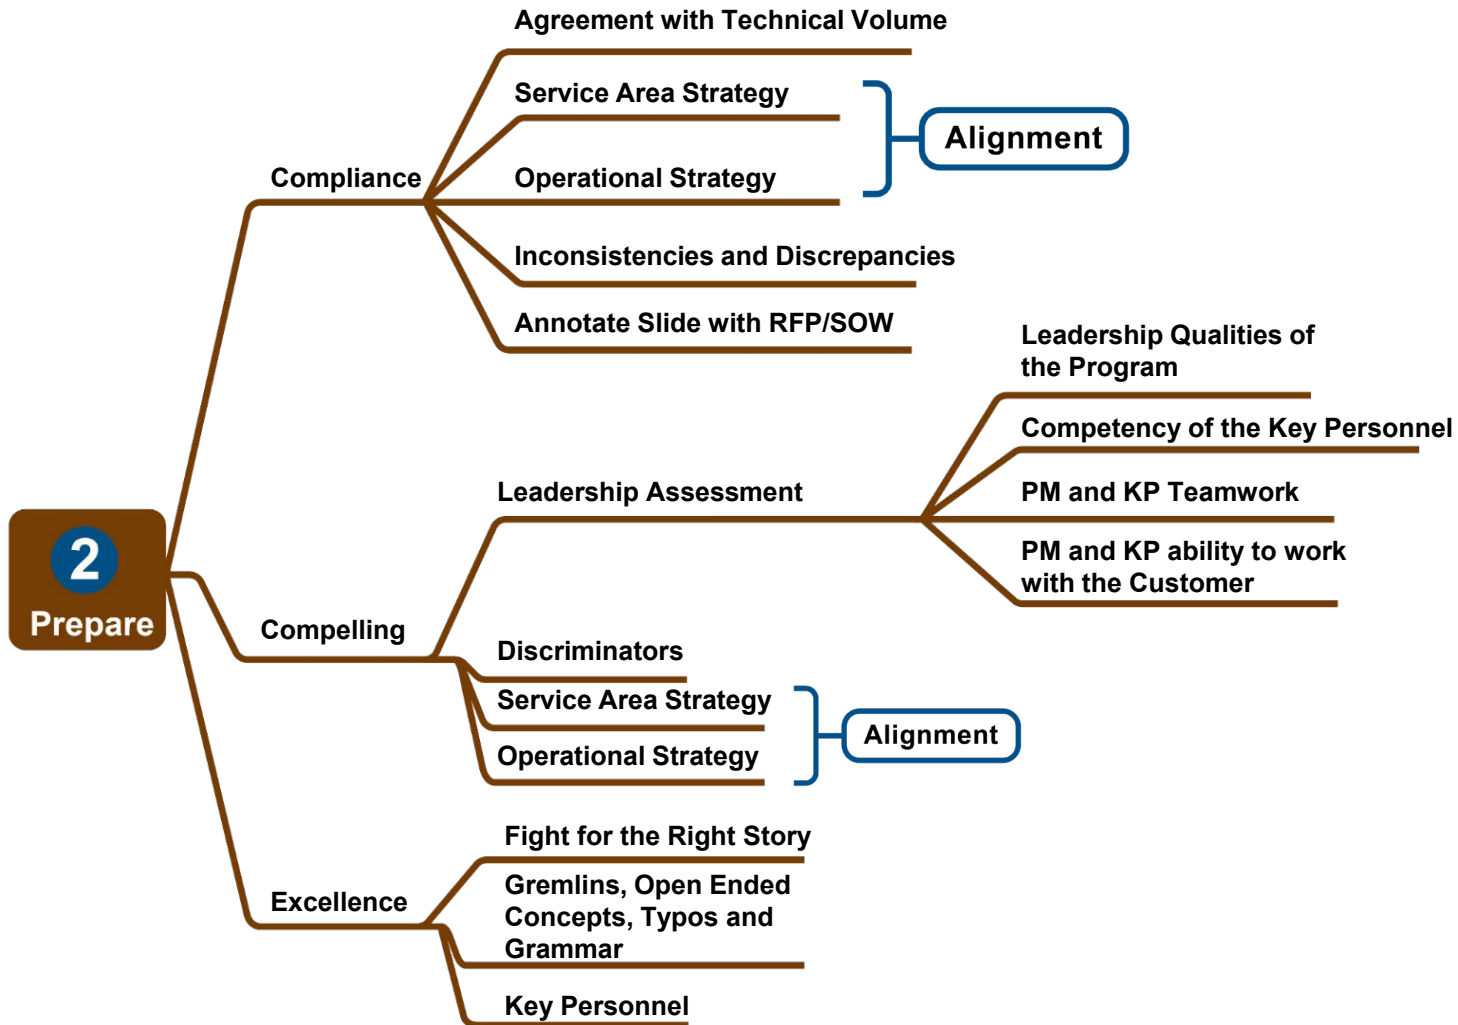 2
Prepare
Compliance
Agreement with Technical Volume
Service Area Strategy
Operational Strategy
Alignment
Inconsistencies and Discrepancies
Annotate Slide with RFP/SOW
Compelling
Leadership Assessment
Leadership Qualities of
the Program
Competency of the Key Personnel
PM and KP Teamwork
PM and KP ability to work
with the Customer
Discriminators
Service Area Strategy
Operational Strategy
Alignment
Excellence
Fight for the Right Story
Gremlins, Open Ended
Concepts, Typos and
Grammar
Key Personnel